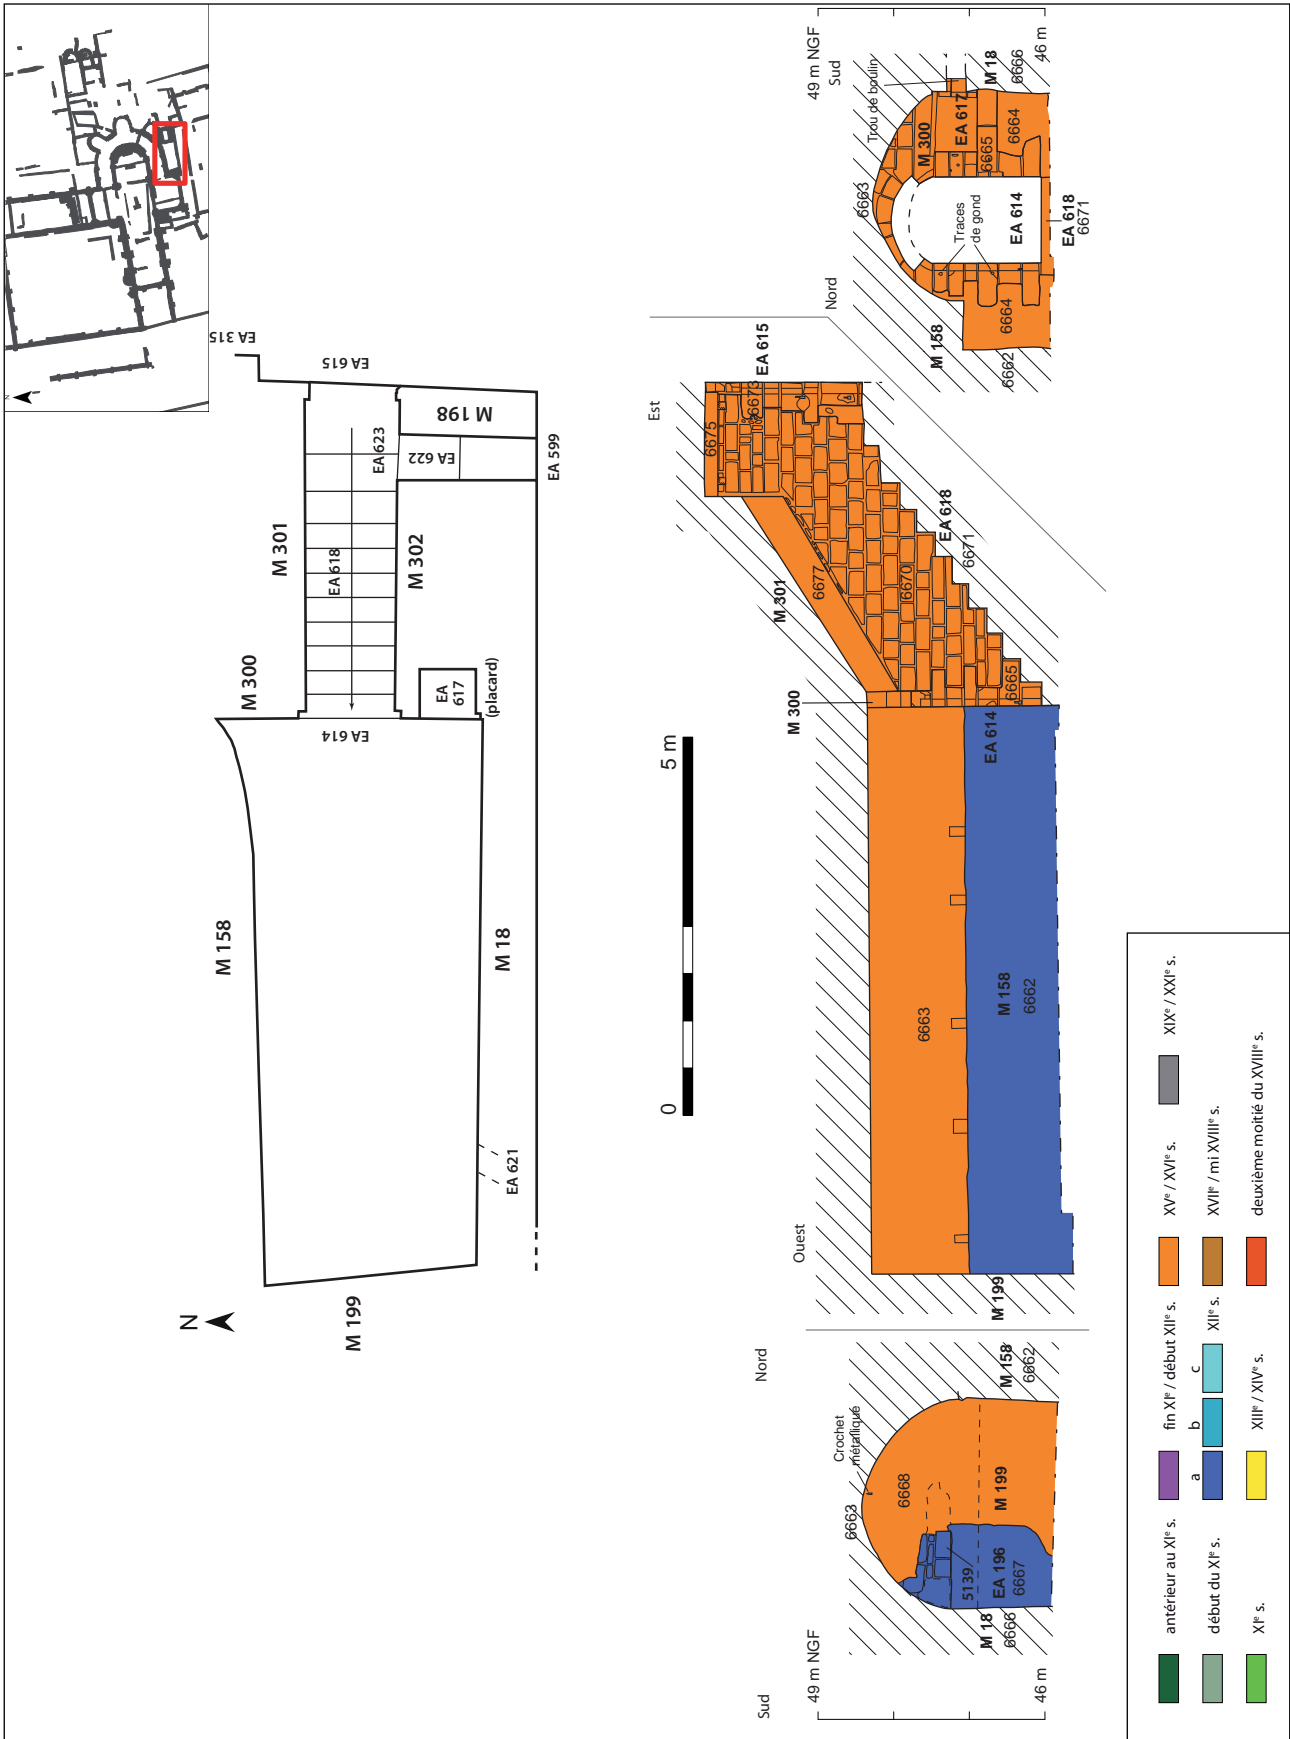 N
EA 315
EA 615
M 198
EA 623
EA 622
EA 599
M 301
EA 618
M 302
M 300
EA
617
(placard)
EA 614
M 158
M 18
EA 621
M 199
N
0
5 m
49 m NGF
46 m
Sud
Nord
Trou de boulin
M 300
EA 617
M 18
6666
6663
6665
6664
Traces
de gond
EA 614
EA 618
6671
6664
M 158
6662
Est
EA 615
6675
6673
EA 618
6671
M 301
6677
6670
6665
M 300
EA 614
6663
M 158
6662
Ouest
M 199
Nord
M 158
6662
Crochet
métallique
6663
6668
M 199
5139
EA 196
6667
M 18
6666
Sud
49 m NGF
46 m
antérieur au XIe s.
fin XIe / début XIIe s.
XVe / XVIe s.
XIXe / XXIe s.
début du XIe s.
a
b
c
XIIe s.
XVIIe / mi XVIIIe s.
XIe s.
XIIIe / XIVe s.
deuxième moitié du XVIIIe s.